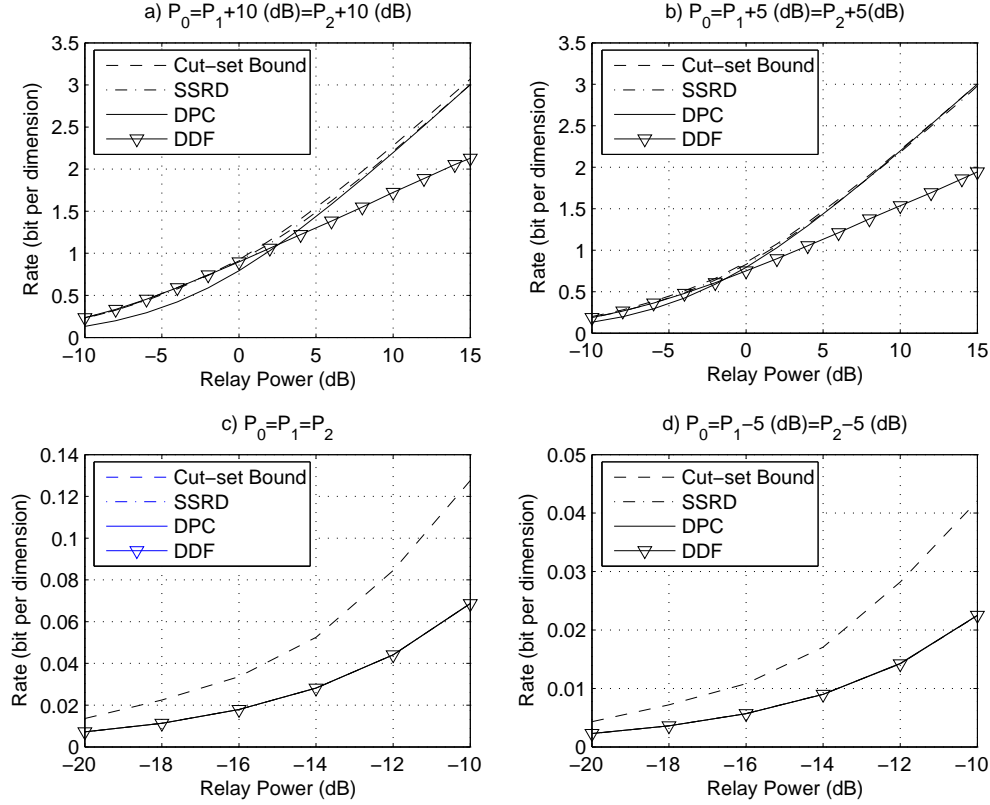 a) P₀=P₁+10 (dB)=P₂+10 (dB)
3.5
3
2.5
2
1.5
1
0.5
0
Rate (bit per dimension)
Cut−set Bound
SSRD
DPC
DDF
−10
−5
0
5
10
15
Relay Power (dB)
b) P₀=P₁+5 (dB)=P₂+5(dB)
3.5
3
2.5
2
1.5
1
0.5
0
Rate (bit per dimension)
Cut−set Bound
SSRD
DPC
DDF
−10
−5
0
5
10
15
Relay Power (dB)
c) P₀=P₁=P₂
0.14
0.12
0.10
0.08
0.06
0.04
0.02
0
Rate (bit per dimension)
Cut−set Bound
SSRD
DPC
DDF
−20
−18
−16
−14
−12
−10
Relay Power (dB)
d) P₀=P₁−5 (dB)=P₂−5 (dB)
0.05
0.04
0.03
0.02
0.01
0
Rate (bit per dimension)
Cut−set Bound
SSRD
DPC
DDF
−20
−18
−16
−14
−12
−10
Relay Power (dB)